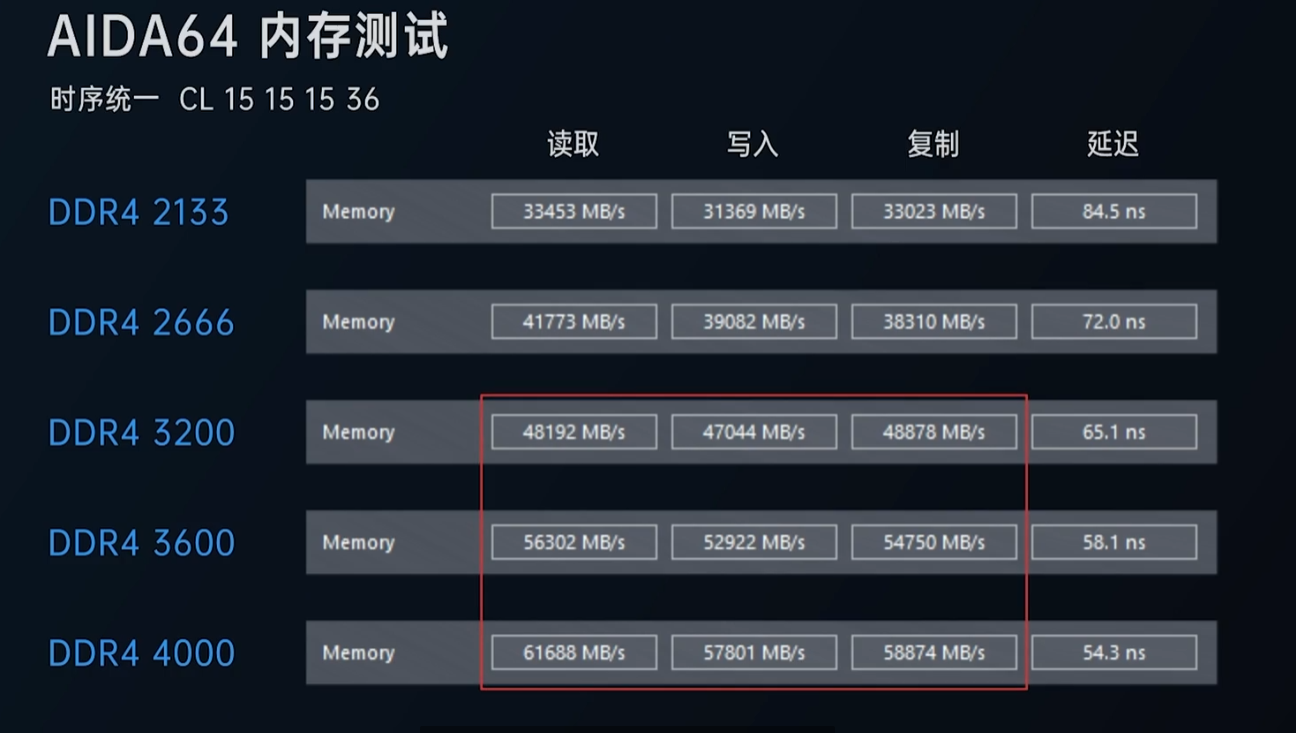 AIDA64 内存测试
时序统一 CL 15 15 15 36
读取 写入 复制 延迟
DDR4 2133 Memory 33453 MB/s 31369 MB/s 33023 MB/s 84.5 ns
DDR4 2666 Memory 41773 MB/s 39082 MB/s 38310 MB/s 72.0 ns
DDR4 3200 Memory 48192 MB/s 47044 MB/s 48878 MB/s 65.1 ns
DDR4 3600 Memory 56302 MB/s 52922 MB/s 54750 MB/s 58.1 ns
DDR4 4000 Memory 61688 MB/s 57801 MB/s 58874 MB/s 54.3 ns